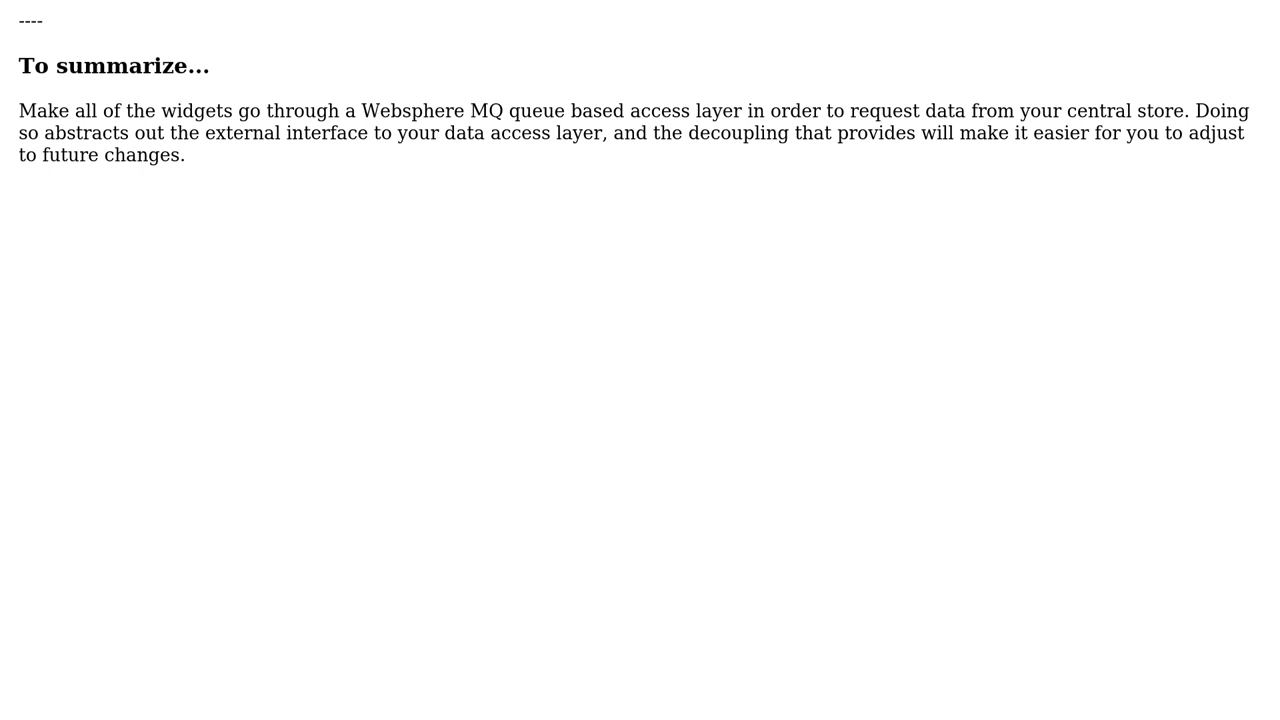 ----
To summarize...
Make all of the widgets go through a Websphere MQ queue based access layer in order to request data from your central store. Doing
so abstracts out the external interface to your data access layer, and the decoupling that provides will make it easier for you to adjust
to future changes.